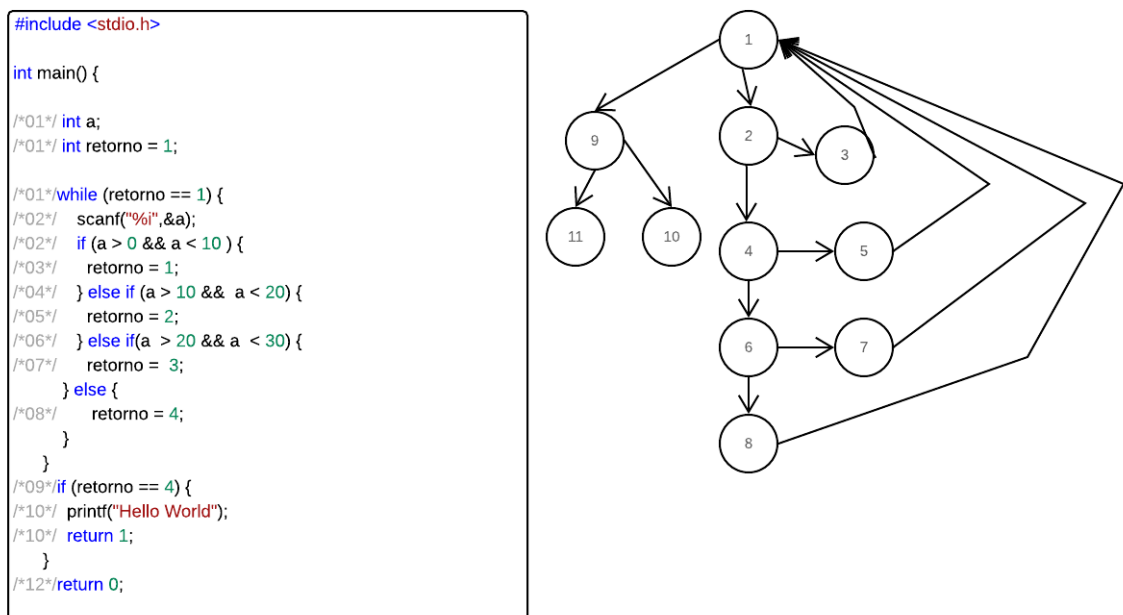 #include <stdio.h>
int main() {
/*01*/ int a;
/*01*/ int retorno = 1;
/*01*/while (retorno == 1) {
/*02*/ scanf("%i",&a);
/*02*/ if (a > 0 && a < 10 ) {
/*03*/ retorno = 1;
/*04*/ } else if (a > 10 && a < 20) {
/*05*/ retorno = 2;
/*06*/ } else if(a > 20 && a < 30) {
/*07*/ retorno = 3;
} else {
/*08*/ retorno = 4;
}
}
/*09*/if (retorno == 4) {
/*10*/ printf("Hello World");
/*10*/ return 1;
}
/*12*/return 0;
1
9
2
3
11
10
4
5
6
7
8